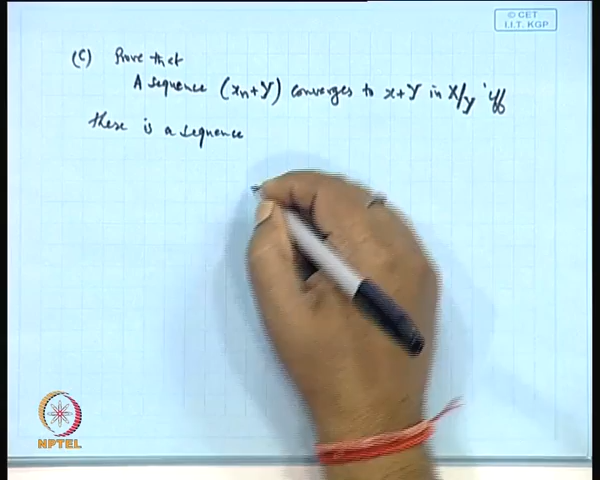 © CET
I.I.T. KGP
(c) Prove that
A sequence (xn+Y) converges to x+Y in X/Y iff
there is a sequence
NPTEL